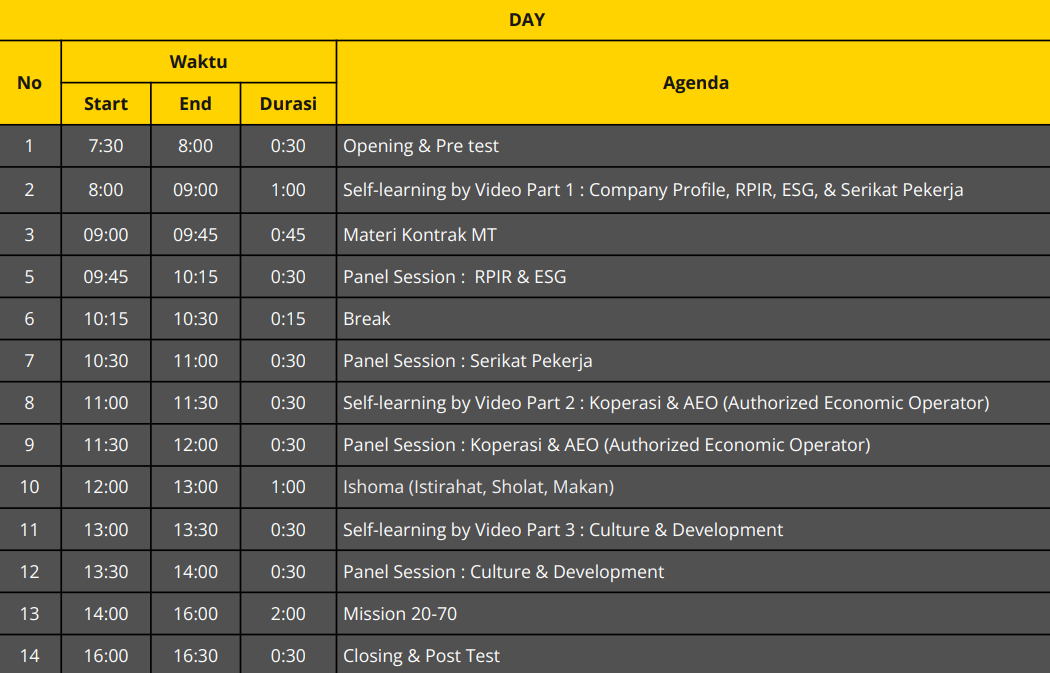 DAY
No Waktu Agenda
Start End Durasi
1 7:30 8:00 0:30 Opening & Pre test
2 8:00 09:00 1:00 Self-learning by Video Part 1 : Company Profile, RPIR, ESG, & Serikat Pekerja
3 09:00 09:45 0:45 Materi Kontrak MT
5 09:45 10:15 0:30 Panel Session :  RPIR & ESG
6 10:15 10:30 0:15 Break
7 10:30 11:00 0:30 Panel Session : Serikat Pekerja
8 11:00 11:30 0:30 Self-learning by Video Part 2 : Koperasi & AEO (Authorized Economic Operator)
9 11:30 12:00 0:30 Panel Session : Koperasi & AEO (Authorized Economic Operator)
10 12:00 13:00 1:00 Ishoma (Istirahat, Sholat, Makan)
11 13:00 13:30 0:30 Self-learning by Video Part 3 : Culture & Development
12 13:30 14:00 0:30 Panel Session : Culture & Development
13 14:00 16:00 2:00 Mission 20-70
14 16:00 16:30 0:30 Closing & Post Test